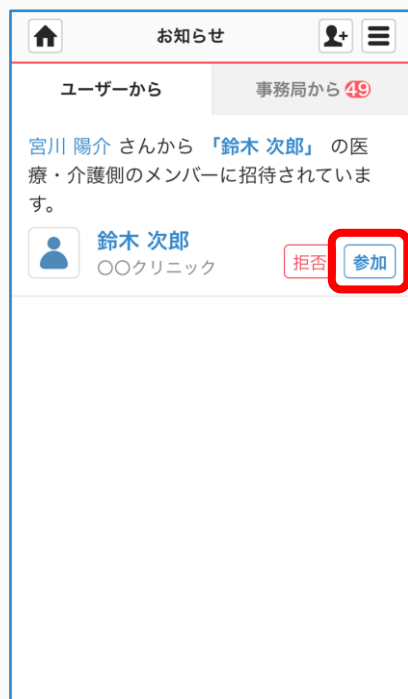 お知らせ
ユーザーから
事務局から 49
宮川 陽介 さんから 「鈴木 次郎」 の医
療・介護側のメンバーに招待されていま
す。
鈴木 次郎
〇〇クリニック
拒否
参加